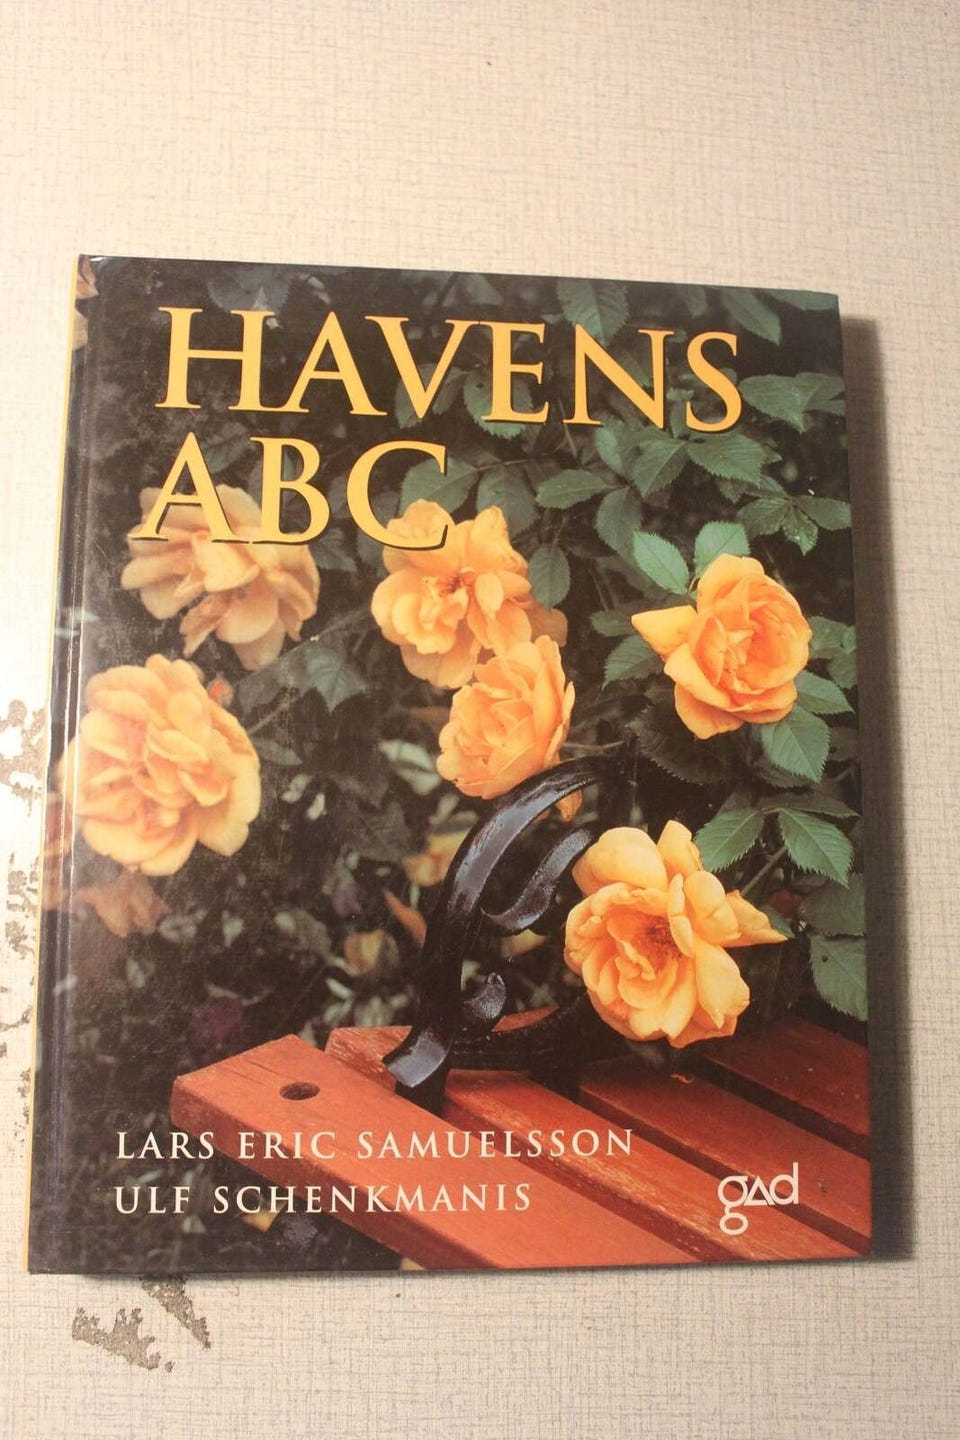 HAVENS
ABC
LARS ERIC SAMUELSSON
ULF SCHENKMANIS
gad